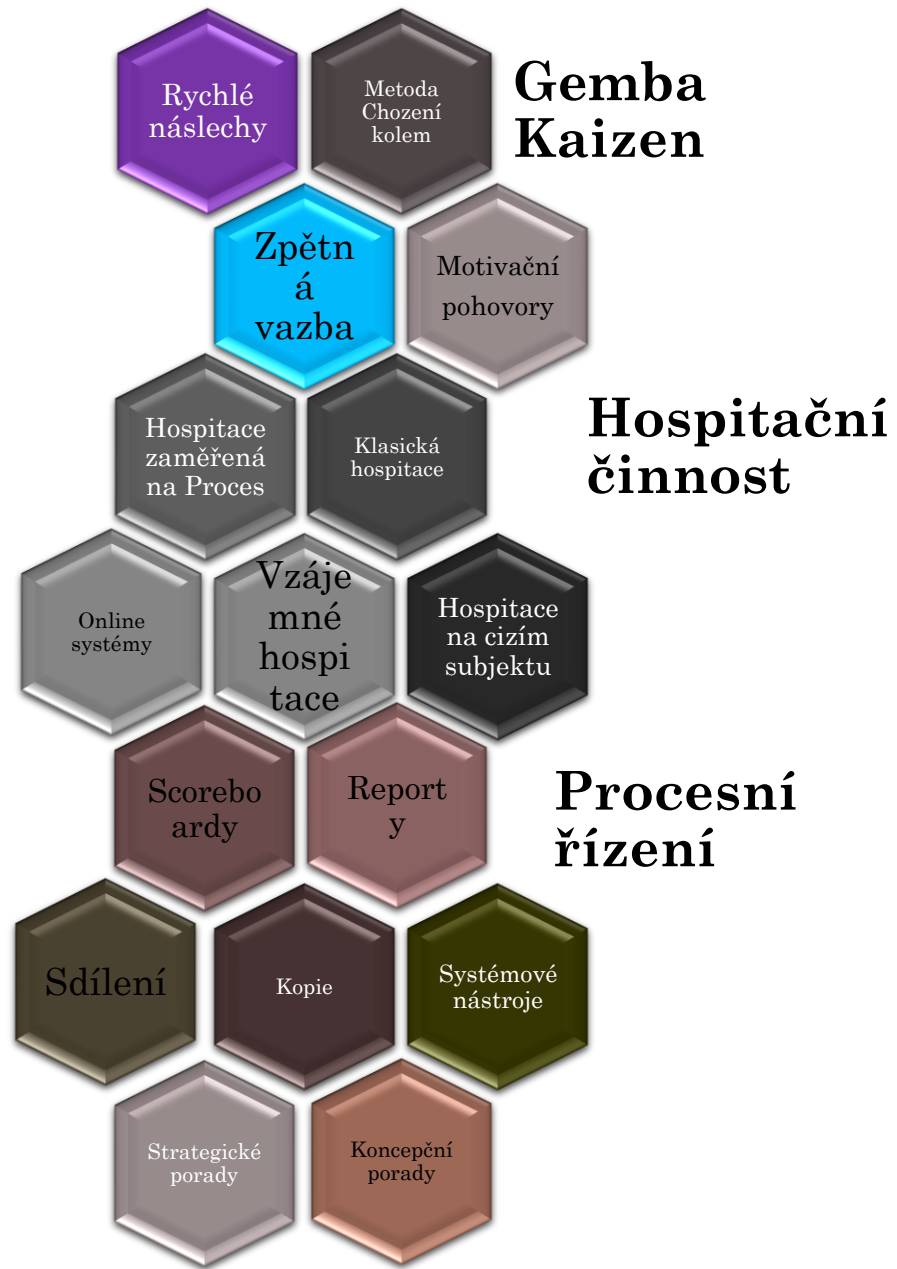 Rychlé
náslechy
Metoda
Chození
kolem
Gemba
Kaizen
Zpětn
á
vazba
Motivační
pohovory
Hospitace
zaměřená
na Proces
Klasická
hospitace
Hospitační
činnost
Online
systémy
Vzáje
mné
hospi
tace
Hospitace
na cizím
subjektu
Scorebo
ardy
Report
y
Procesní
řízení
Sdílení
Kopie
Systémové
nástroje
Strategické
porady
Koncepční
porady